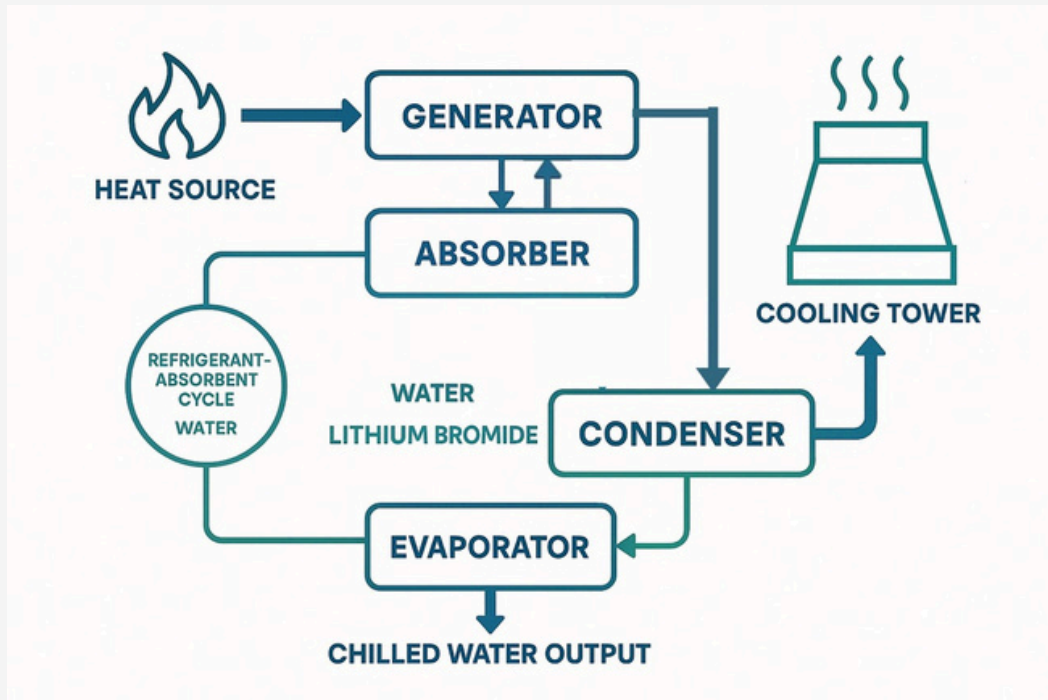 GENERATOR
HEAT SOURCE
ABSORBER
COOLING TOWER
REFRIGERANT-
ABSORBENT
CYCLE
WATER
WATER
LITHIUM BROMIDE
CONDENSER
EVAPORATOR
CHILLED WATER OUTPUT